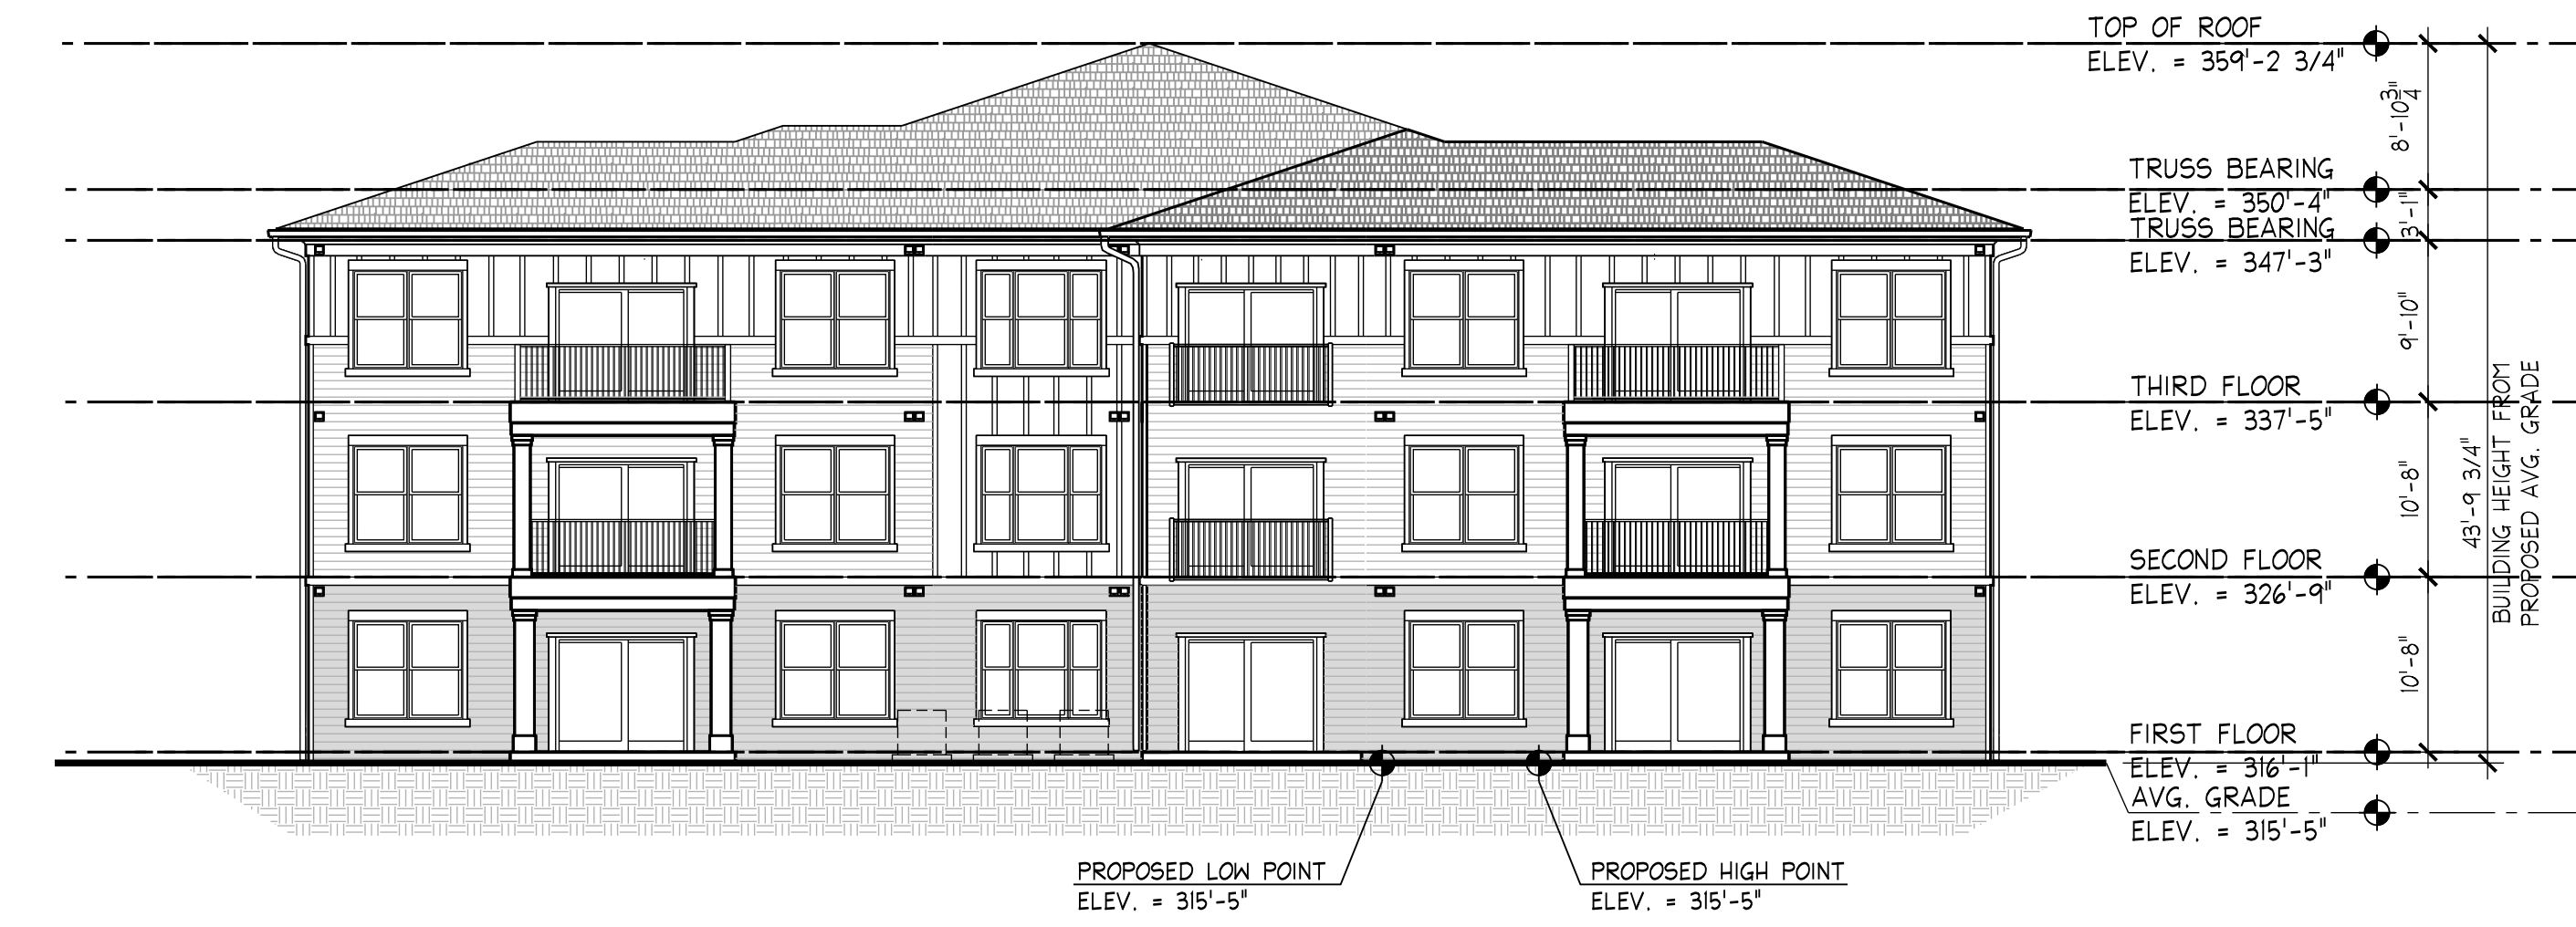 TOP OF ROOF
ELEV. = 359'-2 3/4"
8'-10 3/4"
TRUSS BEARING
ELEV. = 350'-4"
3'-1"
TRUSS BEARING
ELEV. = 347'-3"
9'-10"
THIRD FLOOR
ELEV. = 337'-5"
10'-8"
43'-9 3/4"
BUILDING HEIGHT FROM
PROPOSED AVG. GRADE
SECOND FLOOR
ELEV. = 326'-9"
10'-8"
FIRST FLOOR
ELEV. = 316'-1"
AVG. GRADE
ELEV. = 315'-5"
PROPOSED LOW POINT
ELEV. = 315'-5"
PROPOSED HIGH POINT
ELEV. = 315'-5"